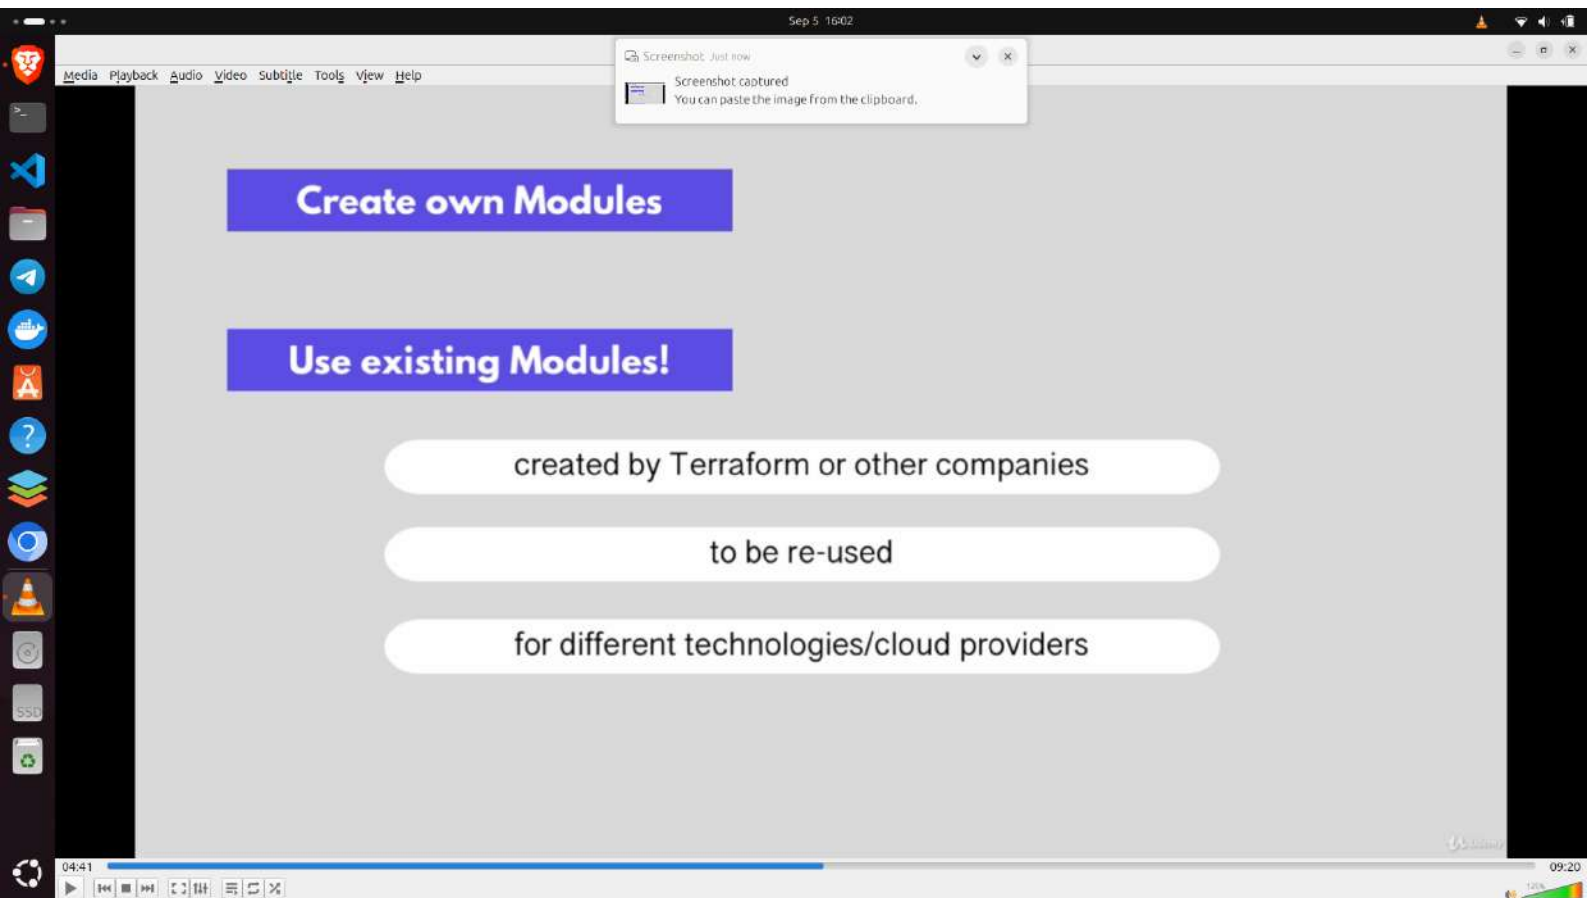 Sep 5 16:02
Screenshot Just now
Media Playback Audio Video Subtitle Tools View Help
Screenshot captured
You can paste the image from the clipboard.
Create own Modules
Use existing Modules!
created by Terraform or other companies
to be re-used
for different technologies/cloud providers
SSD
Udemy
04:41
09:20
120%